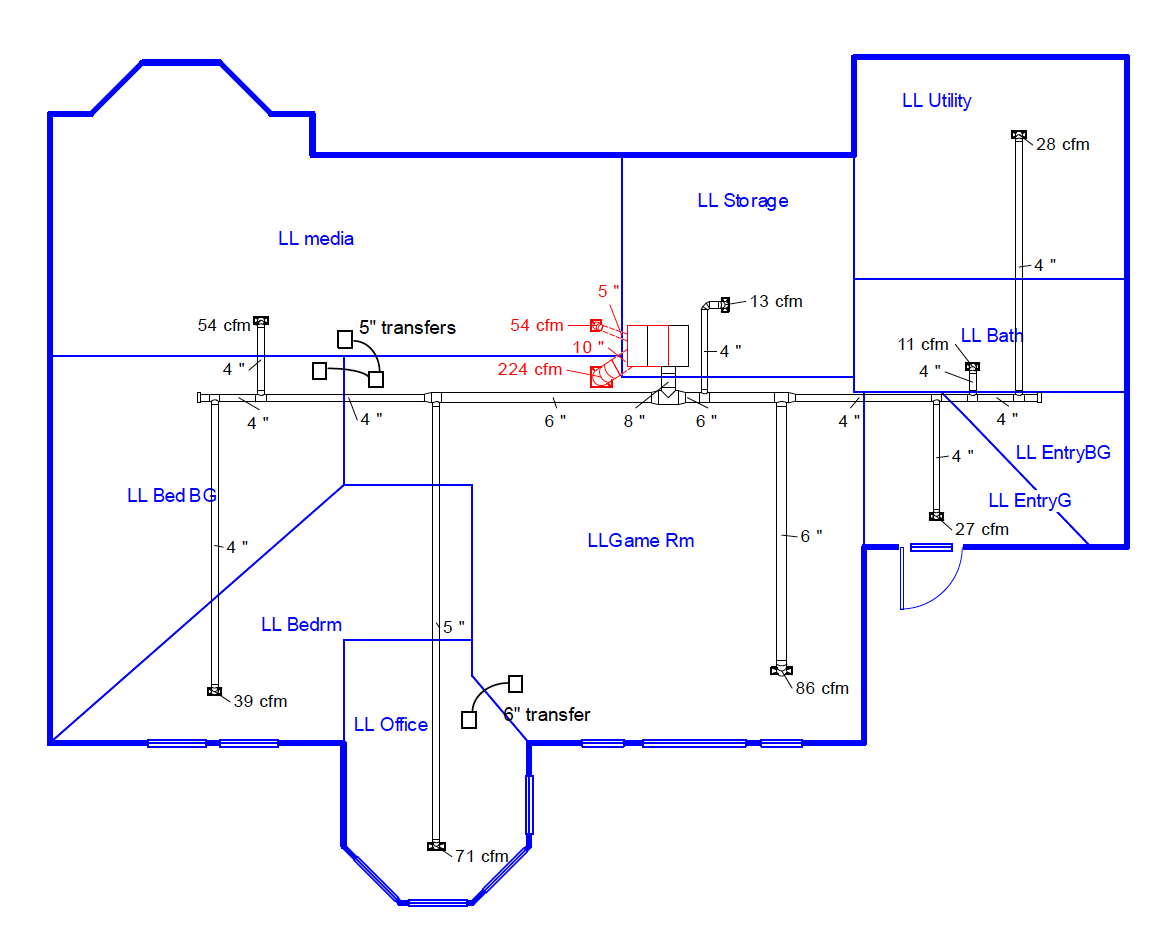 LL Utility
28 cfm
LL Storage
LL media
4 "
5 "
13 cfm
54 cfm
54 cfm
5" transfers
LL Bath
11 cfm
10 "
4 "
4 "
224 cfm
4 "
4 "
4 "
6 "
8 "
6 "
4 "
4 "
LL EntryBG
4 "
LL Bed BG
LL EntryG
27 cfm
6 "
LLGame Rm
4 "
LL Bedrm
5 "
86 cfm
39 cfm
6" transfer
LL Office
71 cfm